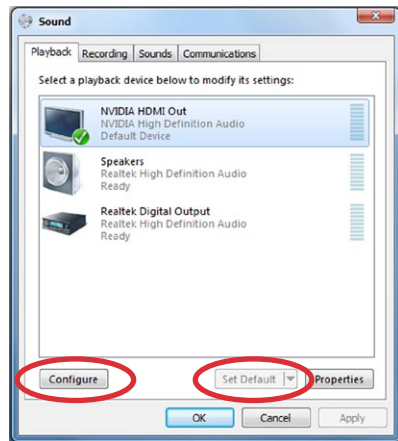 Sound
Playback Recording Sounds Communications
Select a playback device below to modify its settings:
NVIDIA HDMI Out
NVIDIA High Definition Audio
Default Device
Speakers
Realtek High Definition Audio
Ready
Realtek Digital Output
Realtek High Definition Audio
Ready
Configure Set Default Properties
OK Cancel Apply